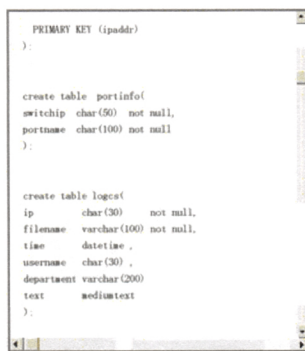 PRIMARY KEY (ipaddr)
);
create table portinfo(
switchip char(50) not null,
portname char(100) not null
);
create table logcs(
ip char(30) not null,
filename varchar(100) not null,
time datetime ,
username char(30) ,
department varchar(200)
text mediumtext
);